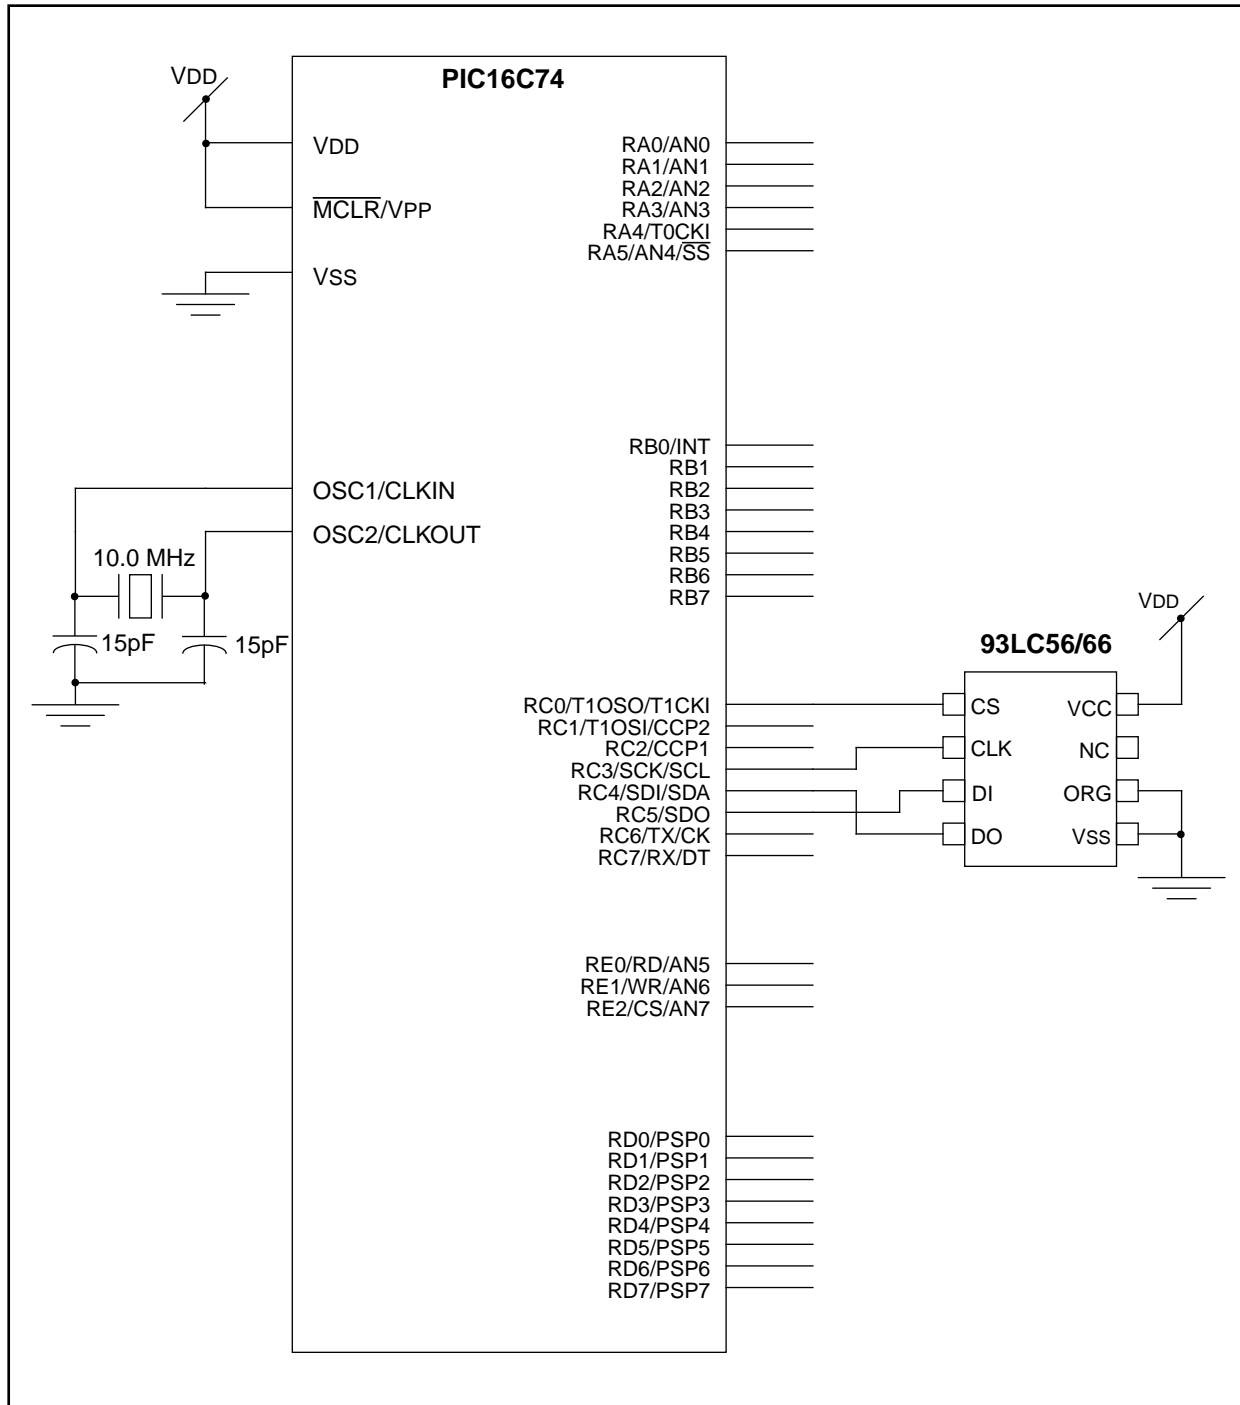 PIC16C74
VDD
VDD
MCLR/VPP
VSS
OSC1/CLKIN
OSC2/CLKOUT
10.0 MHz
15pF
15pF
RA0/AN0
RA1/AN1
RA2/AN2
RA3/AN3
RA4/T0CKI
RA5/AN4/SS
RB0/INT
RB1
RB2
RB3
RB4
RB5
RB6
RB7
RC0/T1OSO/T1CKI
RC1/T1OSI/CCP2
RC2/CCP1
RC3/SCK/SCL
RC4/SDI/SDA
RC5/SDO
RC6/TX/CK
RC7/RX/DT
RE0/RD/AN5
RE1/WR/AN6
RE2/CS/AN7
RD0/PSP0
RD1/PSP1
RD2/PSP2
RD3/PSP3
RD4/PSP4
RD5/PSP5
RD6/PSP6
RD7/PSP7
VDD
93LC56/66
CS
CLK
DI
DO
VCC
NC
ORG
VSS